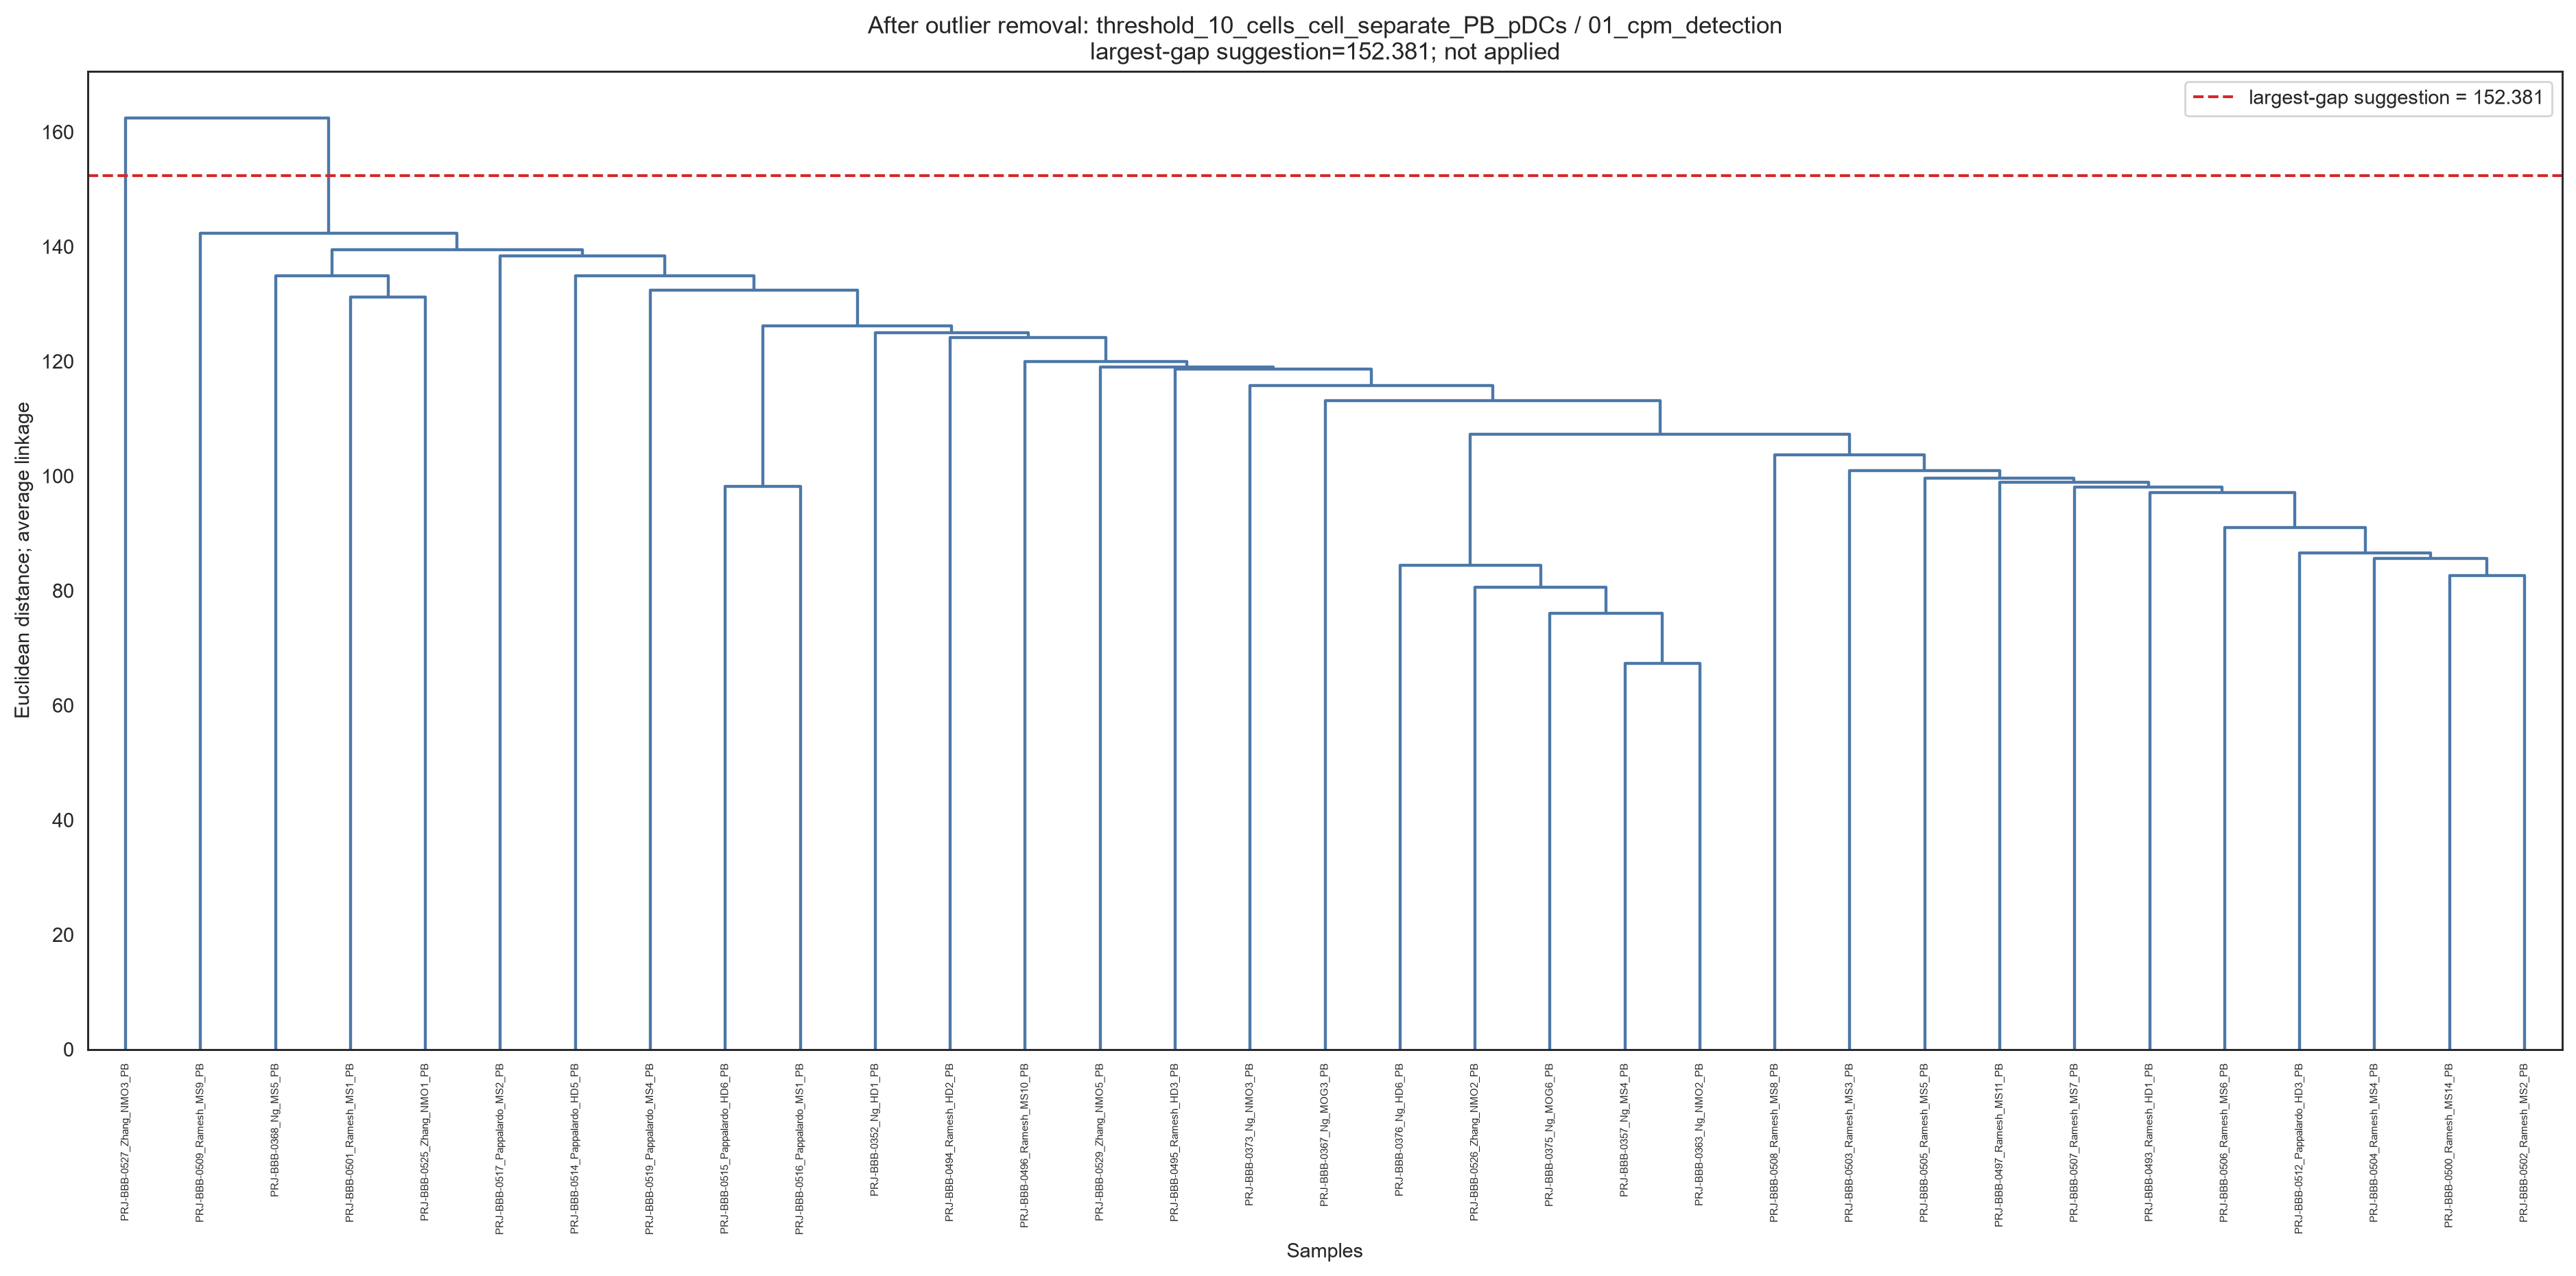 After outlier removal: threshold_10_cells_cell_separate_PB_pDCs / 01_cpm_detection
largest-gap suggestion=152.381; not applied
largest-gap suggestion = 152.381
Euclidean distance; average linkage
160
140
120
100
80
60
40
20
0
PRJ-BBB-0527_Zhang_NMO3_PB
PRJ-BBB-0509_Ramesh_MS9_PB
PRJ-BBB-0368_Ng_MS5_PB
PRJ-BBB-0501_Ramesh_MS1_PB
PRJ-BBB-0525_Zhang_NMO1_PB
PRJ-BBB-0517_Pappalardo_MS2_PB
PRJ-BBB-0514_Pappalardo_HD5_PB
PRJ-BBB-0519_Pappalardo_MS4_PB
PRJ-BBB-0515_Pappalardo_HD6_PB
PRJ-BBB-0516_Pappalardo_MS1_PB
PRJ-BBB-0352_Ng_HD1_PB
PRJ-BBB-0494_Ramesh_HD2_PB
PRJ-BBB-0496_Ramesh_MS10_PB
PRJ-BBB-0529_Zhang_NMO5_PB
PRJ-BBB-0495_Ramesh_HD3_PB
PRJ-BBB-0373_Ng_NMO3_PB
PRJ-BBB-0367_Ng_MOG3_PB
PRJ-BBB-0376_Ng_HD6_PB
PRJ-BBB-0526_Zhang_NMO2_PB
PRJ-BBB-0375_Ng_MOG6_PB
PRJ-BBB-0357_Ng_MS4_PB
PRJ-BBB-0363_Ng_NMO2_PB
PRJ-BBB-0508_Ramesh_MS8_PB
PRJ-BBB-0503_Ramesh_MS3_PB
PRJ-BBB-0505_Ramesh_MS5_PB
PRJ-BBB-0497_Ramesh_MS11_PB
PRJ-BBB-0507_Ramesh_MS7_PB
PRJ-BBB-0493_Ramesh_HD1_PB
PRJ-BBB-0506_Ramesh_MS6_PB
PRJ-BBB-0512_Pappalardo_HD3_PB
PRJ-BBB-0504_Ramesh_MS4_PB
PRJ-BBB-0500_Ramesh_MS14_PB
PRJ-BBB-0502_Ramesh_MS2_PB
Samples